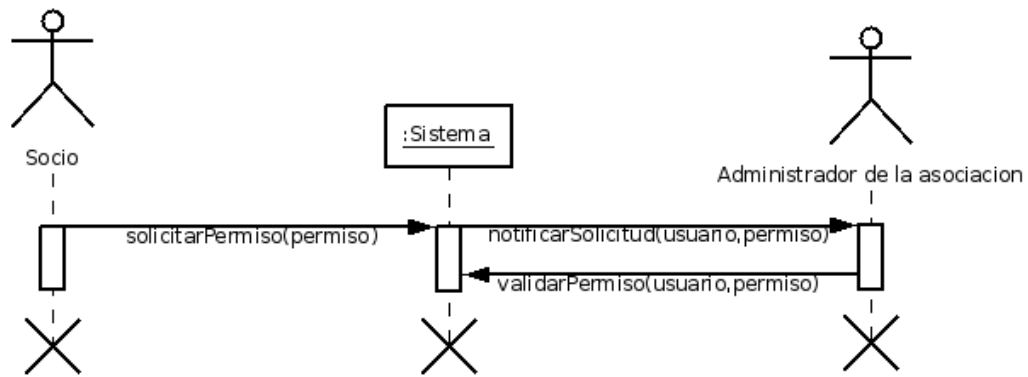 Socio
:Sistema
Administrador de la asociacion
solicitarPermiso(permiso)
notificarSolicitud(usuario,permiso)
validarPermiso(usuario,permiso)